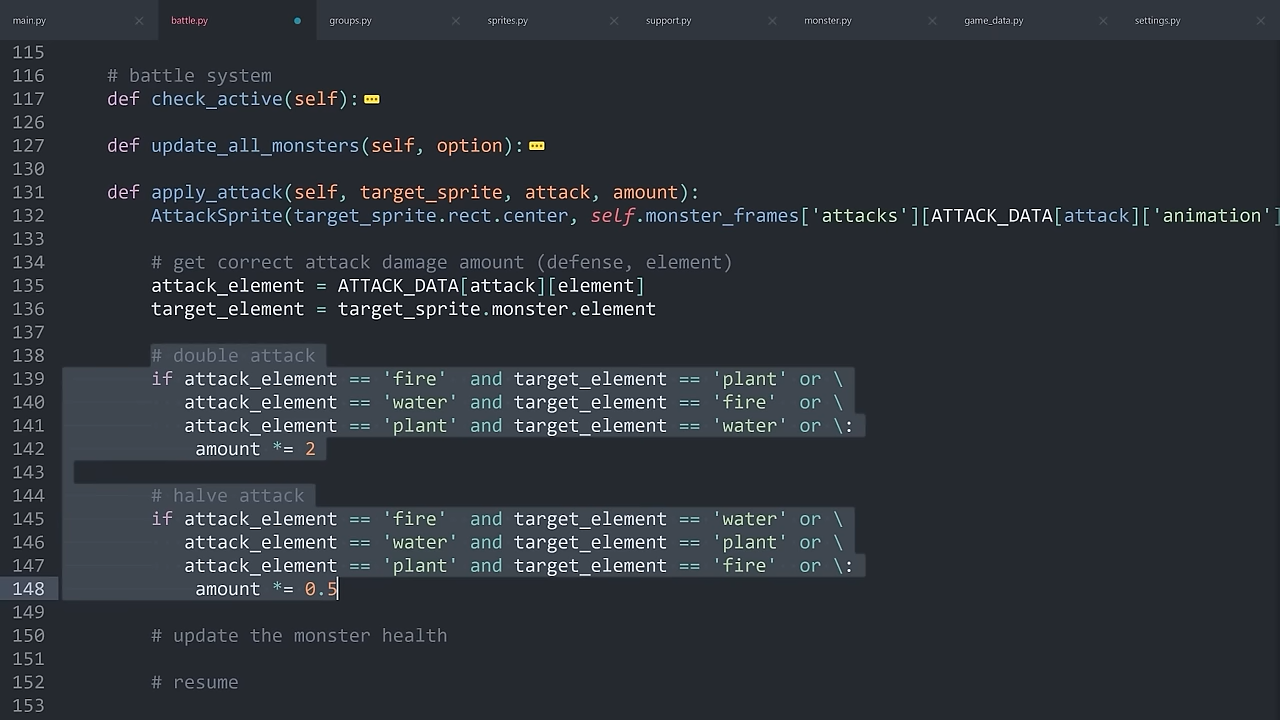 main.py × battle.py groups.py × sprites.py × support.py × monster.py × game_data.py × settings.py ×
115
116 # battle system
117 def check_active(self):
126
127 def update_all_monsters(self, option):
130
131 def apply_attack(self, target_sprite, attack, amount):
132 AttackSprite(target_sprite.rect.center, self.monster_frames['attacks'][ATTACK_DATA[attack]['animation']
133
134 # get correct attack damage amount (defense, element)
135 attack_element = ATTACK_DATA[attack][element]
136 target_element = target_sprite.monster.element
137
138 # double attack
139 if attack_element == 'fire'  and target_element == 'plant' or \
140 attack_element == 'water' and target_element == 'fire'  or \
141 attack_element == 'plant' and target_element == 'water' or \:
142 amount *= 2
143
144 # halve attack
145 if attack_element == 'fire'  and target_element == 'water' or \
146 attack_element == 'water' and target_element == 'plant' or \
147 attack_element == 'plant' and target_element == 'fire'  or \:
148 amount *= 0.5
149
150 # update the monster health
151
152 # resume
153